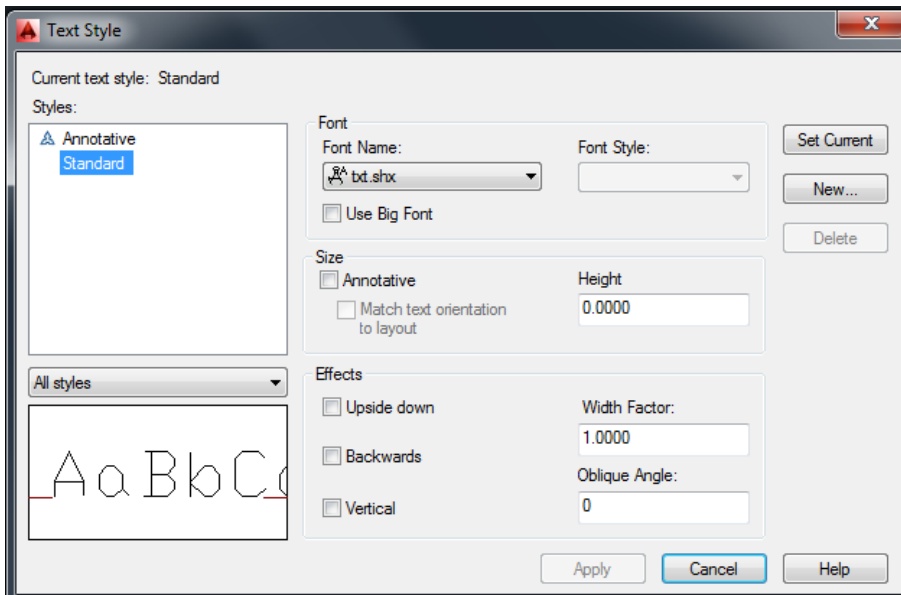 Text Style
Current text style: Standard
Styles:
Annotative
Standard
All styles
AaBbC
Font
Font Name:
txt.shx
Use Big Font
Font Style:
Size
Annotative
Match text orientation
to layout
Height
0.0000
Effects
Upside down
Backwards
Vertical
Width Factor:
1.0000
Oblique Angle:
0
Set Current
New...
Delete
Apply
Cancel
Help